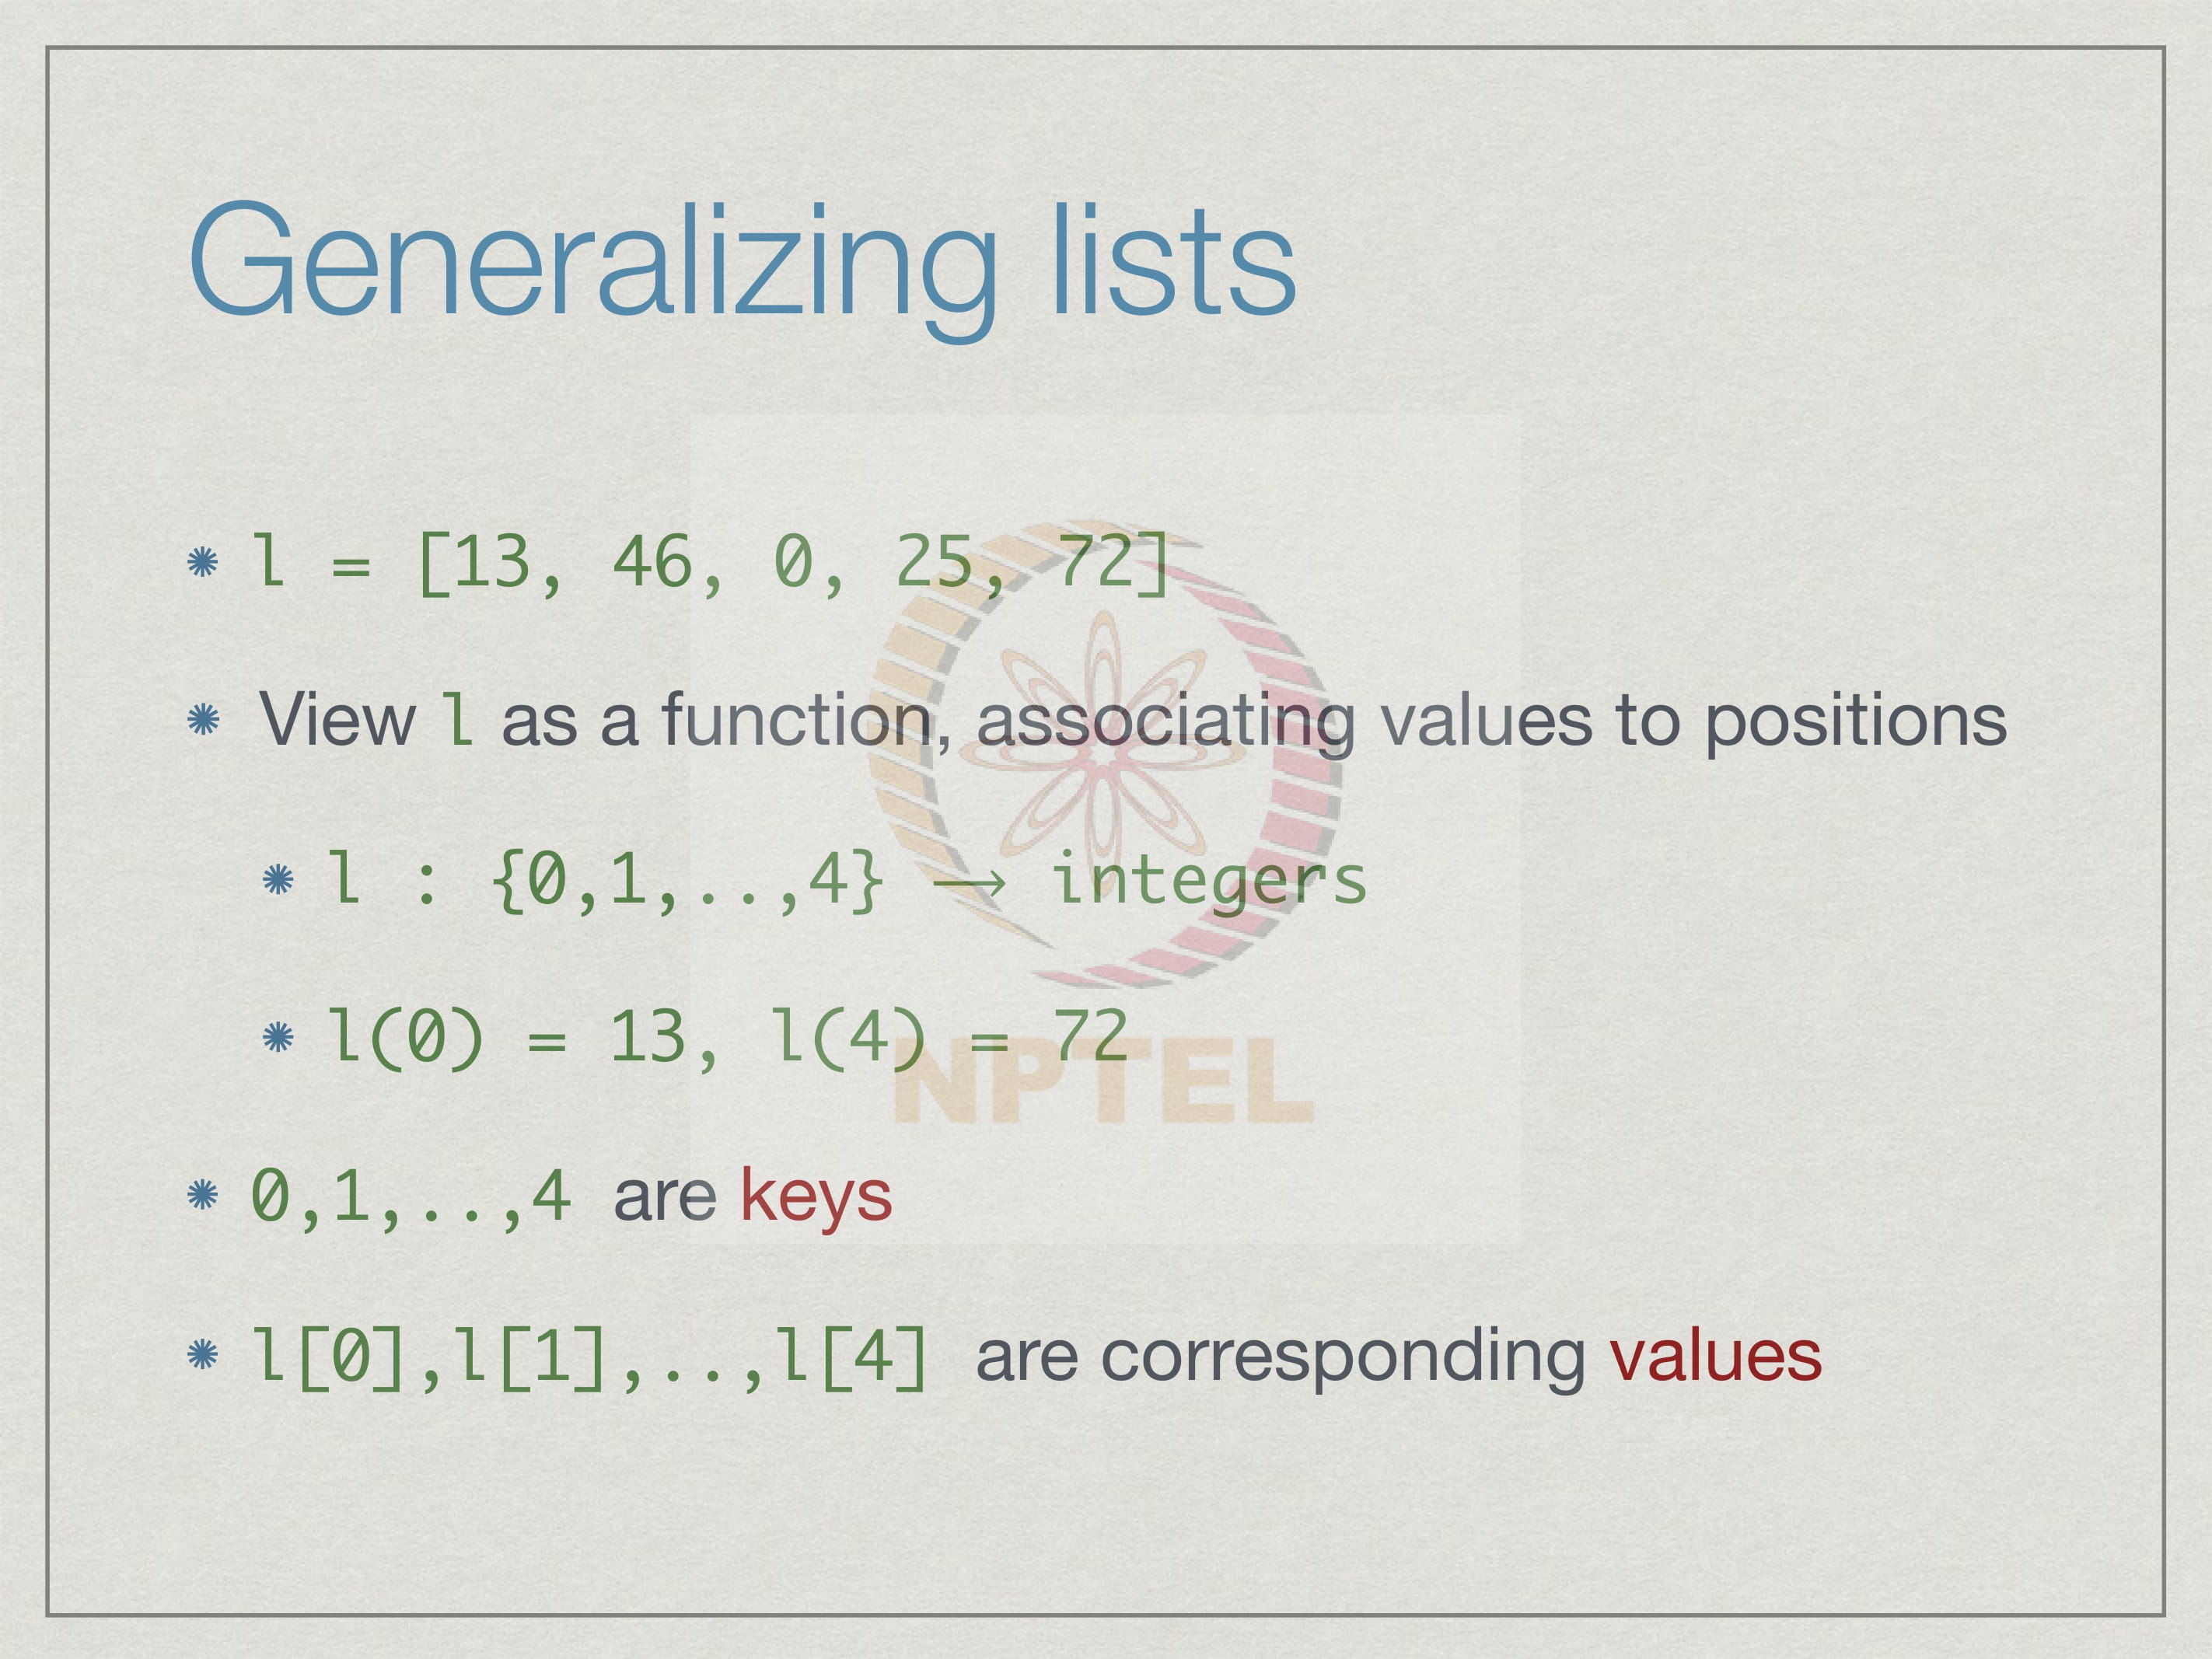 Generalizing lists
l = [13, 46, 0, 25, 72]
View l as a function, associating values to positions
l : {0,1,..,4} ⟶ integers
l(0) = 13, l(4) = 72
0,1,..,4 are keys
l[0],l[1],..,l[4] are corresponding values
NPTEL